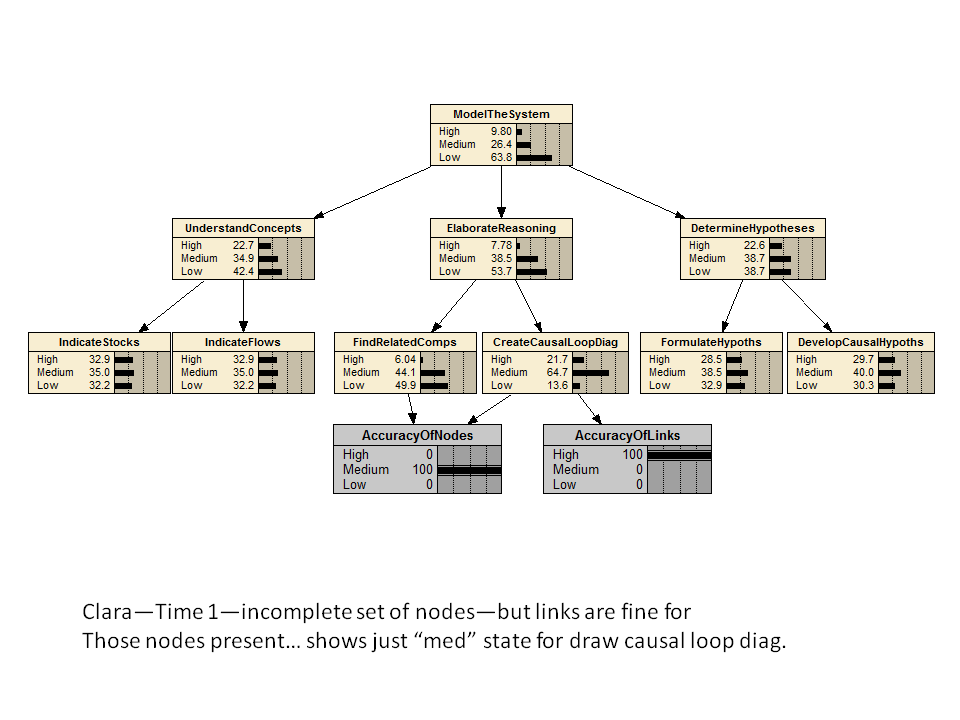 ModelTheSystem
High 9.80
Medium 26.4
Low 63.8
UnderstandConcepts
High 22.7
Medium 34.9
Low 42.4
ElaborateReasoning
High 7.78
Medium 38.5
Low 53.7
DetermineHypotheses
High 22.6
Medium 38.7
Low 38.7
IndicateStocks
High 32.9
Medium 35.0
Low 32.2
IndicateFlows
High 32.9
Medium 35.0
Low 32.2
FindRelatedComps
High 6.04
Medium 44.1
Low 49.9
CreateCausalLoopDiag
High 21.7
Medium 64.7
Low 13.6
FormulateHypoths
High 28.5
Medium 38.5
Low 32.9
DevelopCausalHypoths
High 29.7
Medium 40.0
Low 30.3
AccuracyOfNodes
High 0
Medium 100
Low 0
AccuracyOfLinks
High 100
Medium 0
Low 0
Clara—Time 1—incomplete set of nodes—but links are fine for
Those nodes present… shows just “med” state for draw causal loop diag.